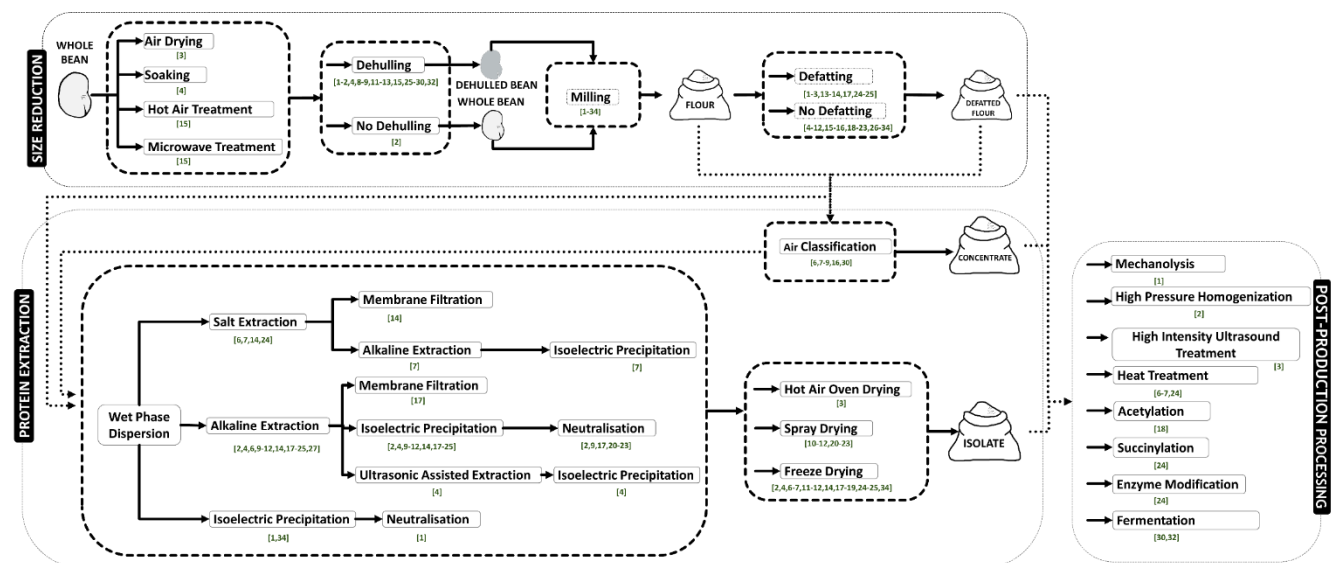 SIZE REDUCTION
WHOLE
BEAN
Air Drying
[3]
Soaking
[4]
Hot Air Treatment
[15]
Microwave Treatment
[15]
Dehulling
[1-2,4,8-9,11-13,15,25-30,32]
No Dehulling
[2]
DEHULLED BEAN
WHOLE BEAN
Milling
[1-34]
FLOUR
Defatting
[1-3,13-14,17,24-25]
No Defatting
[4-12,15-16,18-23,26-34]
DEFATTED
FLOUR
PROTEIN EXTRACTION
Air Classification
[6,7-9,16,30]
CONCENTRATE
Wet Phase
Dispersion
Salt Extraction
[6,7,14,24]
Membrane Filtration
[14]
Alkaline Extraction
[7]
Isoelectric Precipitation
[7]
Alkaline Extraction
[2,4,6,9-12,14,17-25,27]
Membrane Filtration
[17]
Isoelectric Precipitation
[2,4,9-12,14,17-25]
Neutralisation
[2,9,17,20-23]
Ultrasonic Assisted Extraction
[4]
Isoelectric Precipitation
[4]
Isoelectric Precipitation
[1,34]
Neutralisation
[1]
Hot Air Oven Drying
[3]
Spray Drying
[10-12,20-23]
Freeze Drying
[2,4,6-7,11-12,14,17-19,24-25,34]
ISOLATE
POST-PRODUCTION PROCESSING
Mechanolysis
[1]
High Pressure Homogenization
[2]
High Intensity Ultrasound
Treatment
[3]
Heat Treatment
[6-7,24]
Acetylation
[18]
Succinylation
[24]
Enzyme Modification
[24]
Fermentation
[30,32]